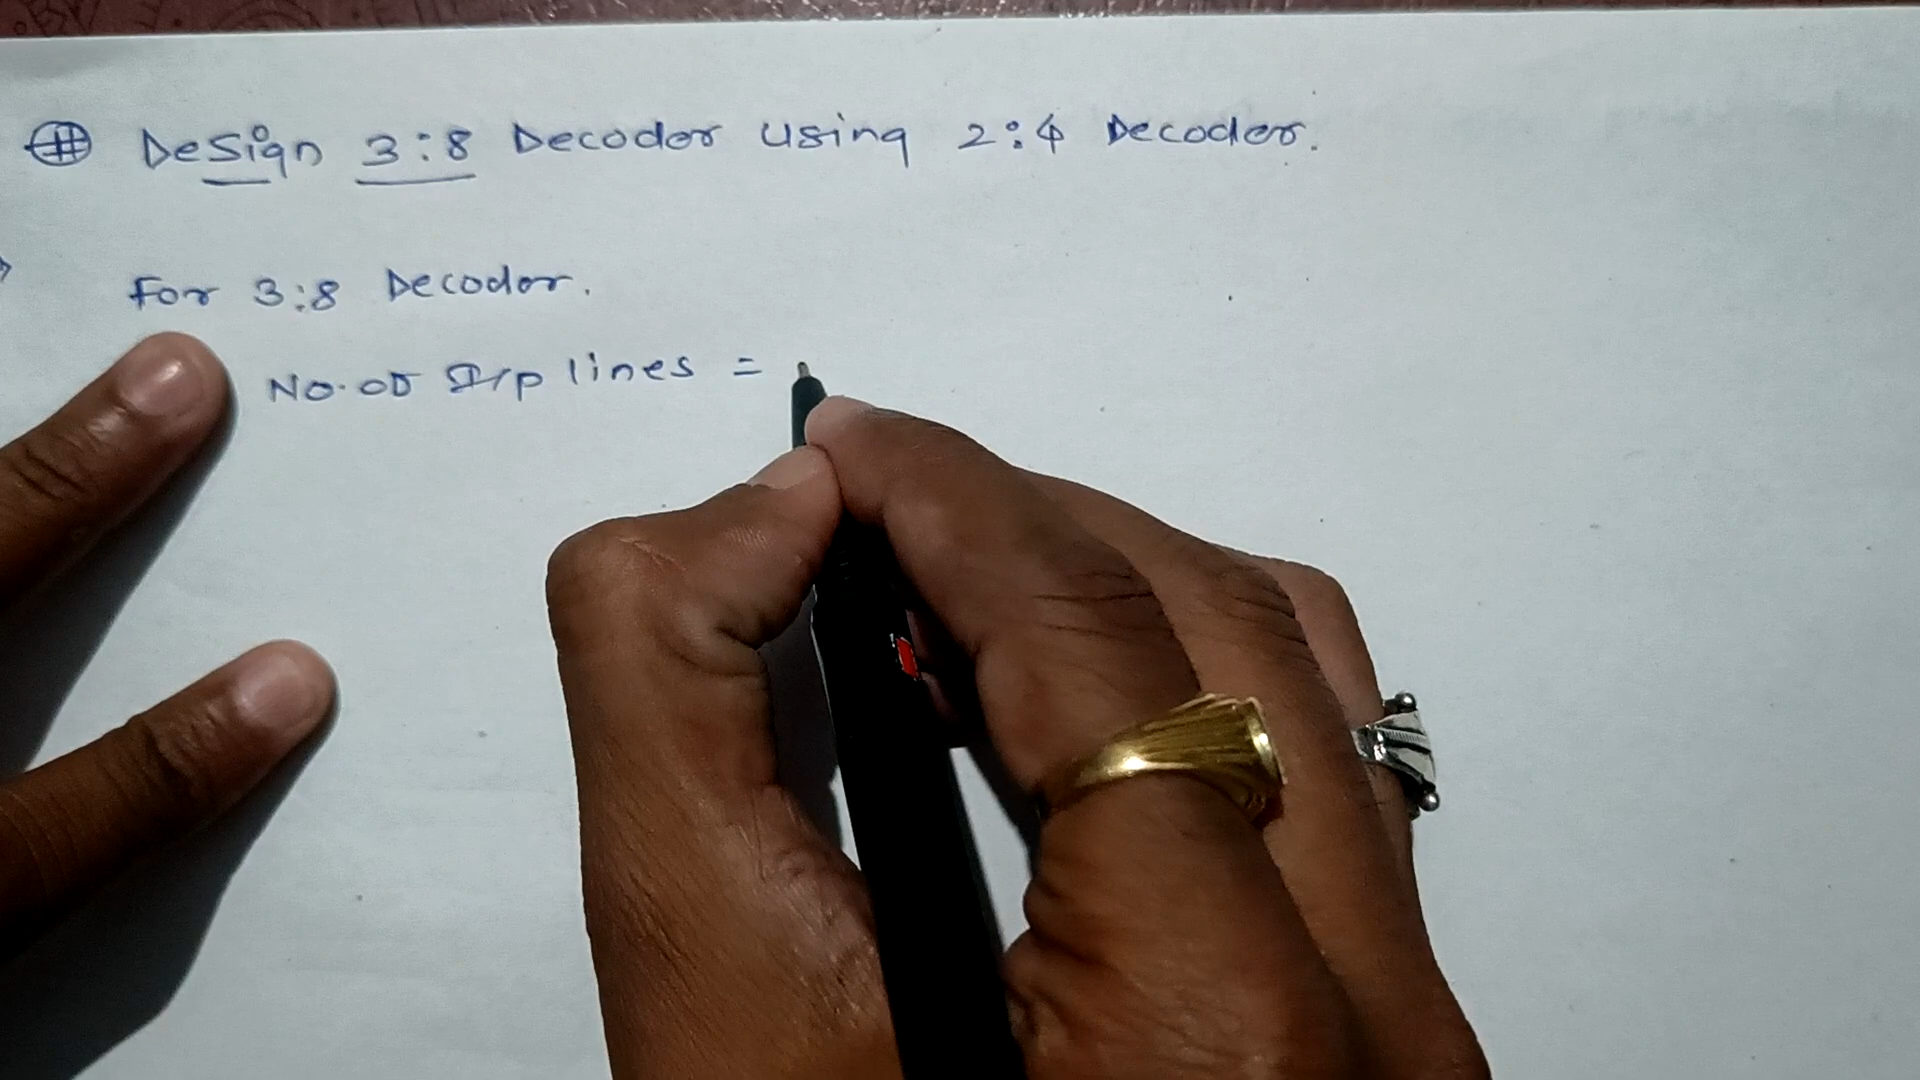 # Design 3:8 Decoder using 2:4 Decoder.
For 3:8 Decoder.
No. of I/p lines =